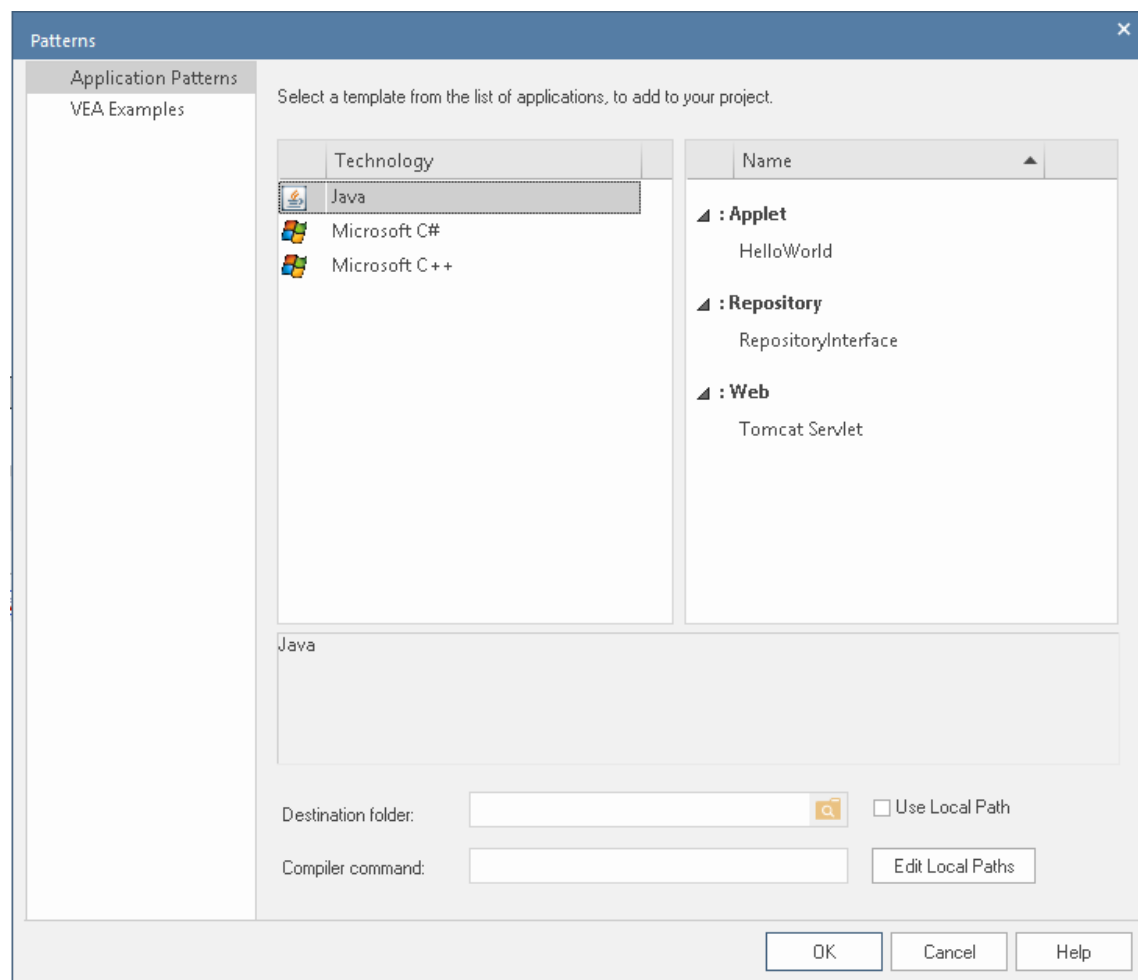 Patterns
Application Patterns
VEA Examples
Select a template from the list of applications, to add to your project.
Technology
Java
Microsoft C#
Microsoft C++
Name
: Applet
HelloWorld
: Repository
RepositoryInterface
: Web
Tomcat Servlet
Java
Destination folder:
Use Local Path
Compiler command:
Edit Local Paths
OK Cancel Help